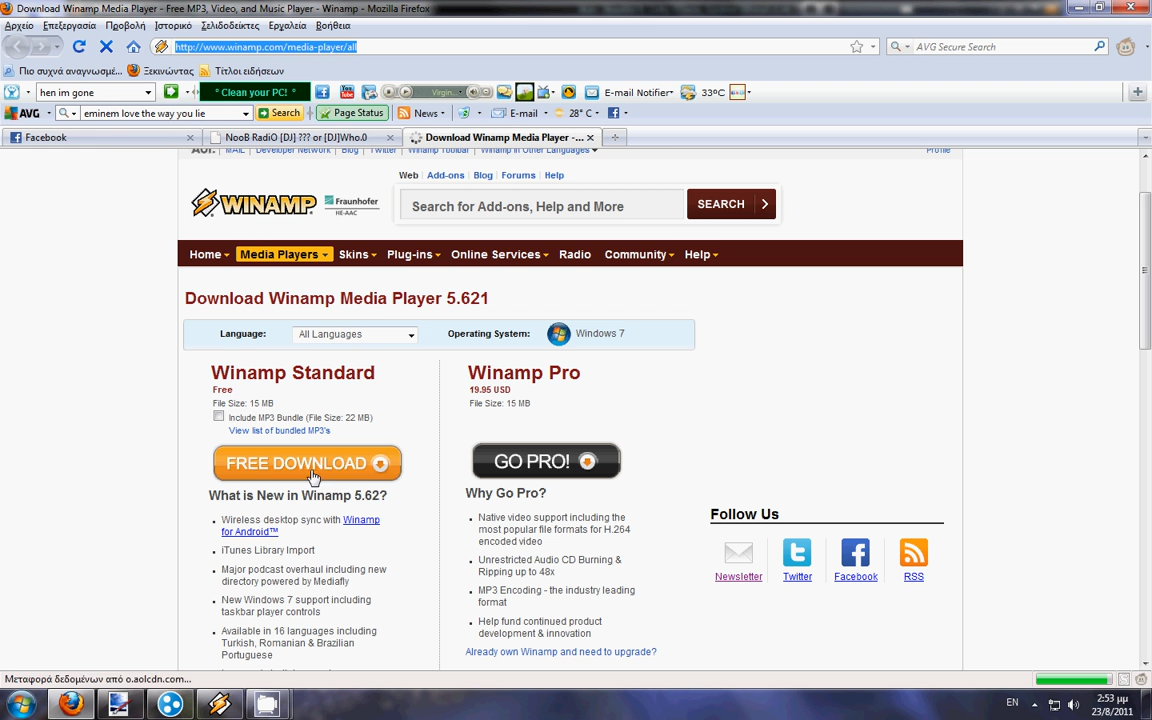 Download Winamp Media Player - Free MP3, Video, and Music Player - Winamp - Mozilla Firefox
Αρχείο Επεξεργασία Προβολή Ιστορικό Σελιδοδείκτες Εργαλεία Βοήθεια
http://www.winamp.com/media-player/all
AVG Secure Search
Πιο συχνά αναγνωσμέ... Ξεκινώντας Τίτλοι ειδήσεων
hen im gone
° Clean your PC! °
Virgin...
E-mail Notifier
33°C
AVG
eminem love the way you lie
Search
Page Status
News
E-mail
28° C
Facebook
NooB RadiO [DJ] ??? or [DJ]Who.0
Download Winamp Media Player -...
AOL MAIL Developer Network Blog Twitter Winamp Toolbar Winamp in Other Languages
Profile
Web Add-ons Blog Forums Help
WINAMP
Fraunhofer
HE-AAC
Search for Add-ons, Help and More
SEARCH
Home Media Players Skins Plug-ins Online Services Radio Community Help
Download Winamp Media Player 5.621
Language: All Languages Operating System: Windows 7
Winamp Standard
Free
File Size: 15 MB
Include MP3 Bundle (File Size: 22 MB)
View list of bundled MP3's
FREE DOWNLOAD
What is New in Winamp 5.62?
Wireless desktop sync with Winamp
for Android™
iTunes Library Import
Major podcast overhaul including new
directory powered by Mediafly
New Windows 7 support including
taskbar player controls
Available in 16 languages including
Turkish, Romanian & Brazilian
Portuguese
Winamp Pro
19.95 USD
File Size: 15 MB
GO PRO!
Why Go Pro?
Native video support including the
most popular file formats for H.264
encoded video
Unrestricted Audio CD Burning &
Ripping up to 48x
MP3 Encoding - the industry leading
format
Help fund continued product
development & innovation
Already own Winamp and need to upgrade?
Follow Us
Newsletter
Twitter
Facebook
RSS
Μεταφορά δεδομένων από o.aolcdn.com...
EN
2:53 μμ
23/8/2011